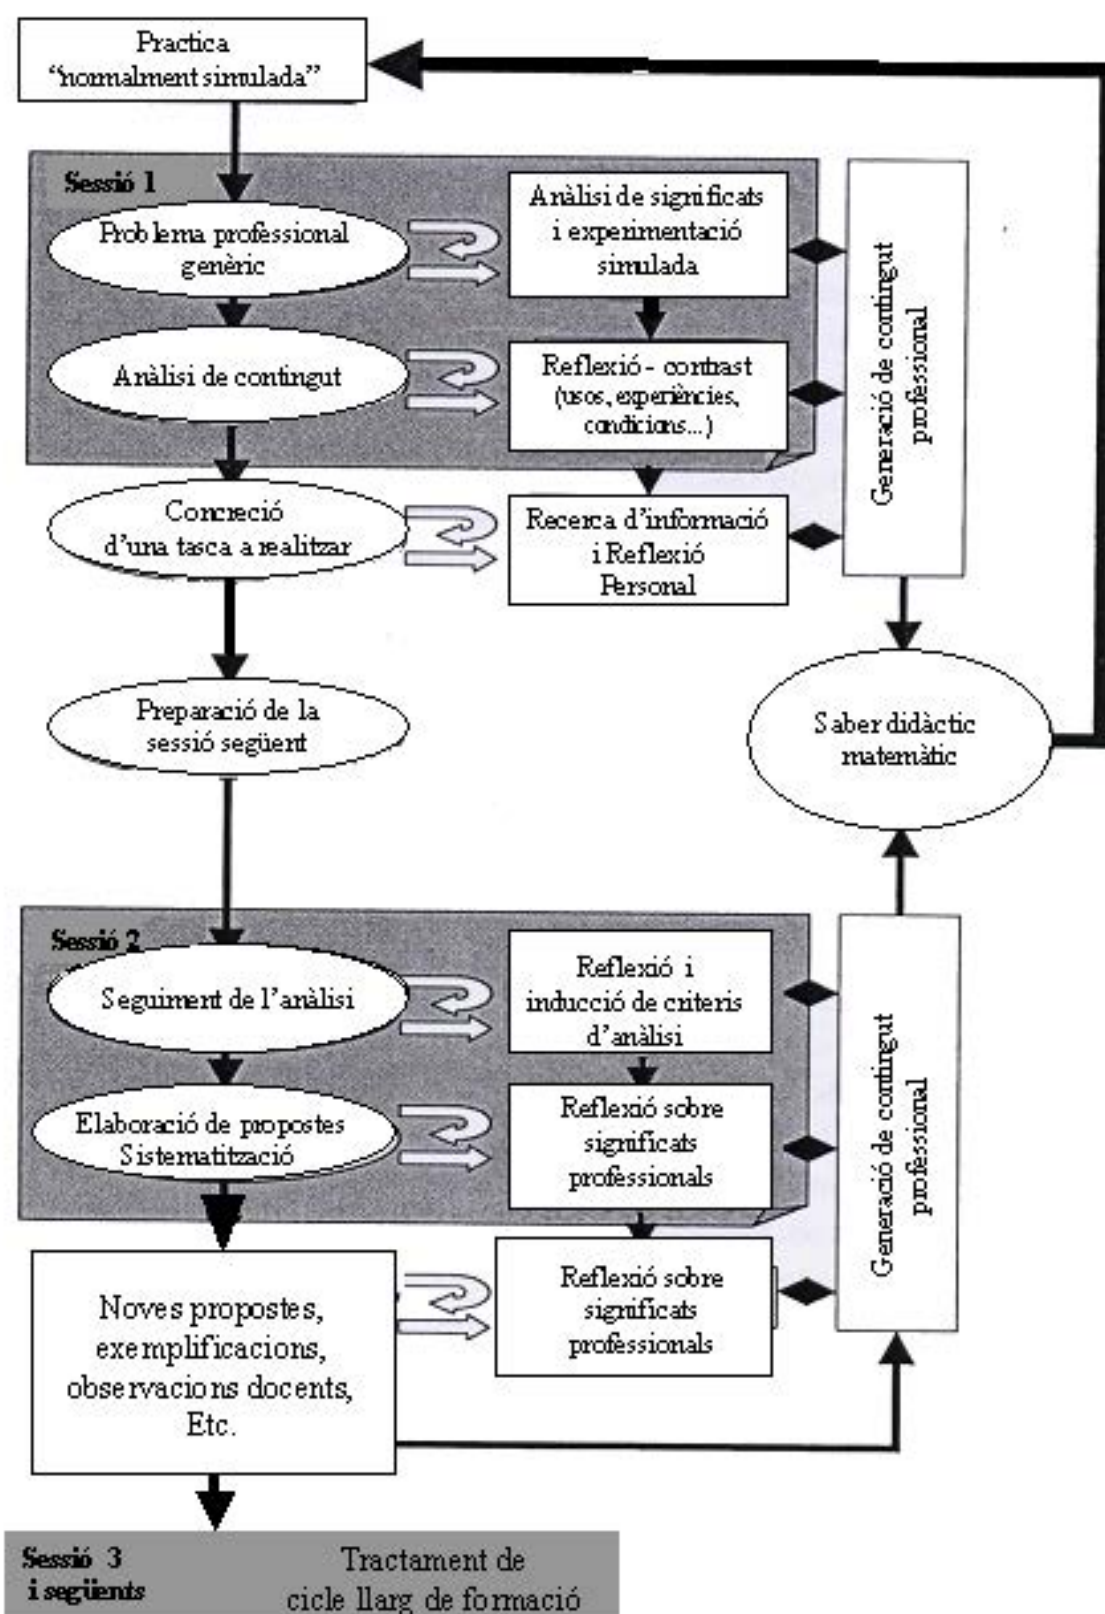 Practica
“normalment simulada”
Sessió 1
Problema professional
genèric
Anàlisi de significats
i experimentació
simulada
Anàlisi de contingut
Reflexió - contrast
(usos, experiències,
condicions...)
Generació de contingut
professional
Concreció
d’una tasca a realitzar
Recerca d’informació
i Reflexió
Personal
Preparació de la
sessió següent
Saber didàctic
matemàtic
Sessió 2
Seguiment de l’anàlisi
Reflexió i
inducció de criteris
d’anàlisi
Elaboració de propostes
Sistematització
Reflexió sobre
significats
professionals
Generació de contingut
professional
Noves propostes,
exemplificacions,
observacions docents,
Etc.
Reflexió sobre
significats
professionals
Sessió 3
i següents
Tractament de
cicle llarg de formació